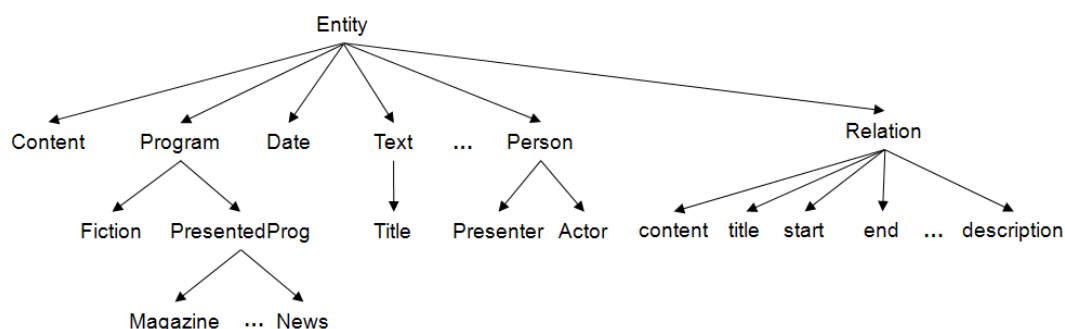 Entity
Content Program Date Text ... Person Relation
Fiction PresentedProg Title Presenter Actor content title start end ... description
Magazine ... News